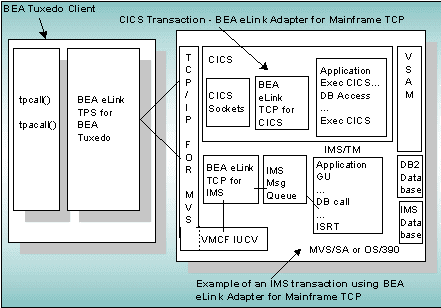 BEA Tuxedo Client
CICS Transaction - BEA eLink Adapter for Mainframe TCP
tpcall()
tpacall()
BEA eLink
TPS for
BEA
Tuxedo
TCP/IP FOR MVS
CICS
CICS
Sockets
BEA
eLink
TCP for
CICS
Application
Exec CICS...
DB Access
...
Exec CICS
VSAM
IMS/TM
BEA eLink
TCP for
IMS
IMS
Msg
Queue
Application
GU
...
DB call
...
ISRT
DB2
Data
base
IMS
Data
base
VMCF IUCV
MVS/SA or OS/390
Example of an IMS transaction using BEA
eLink Adapter for Mainframe TCP